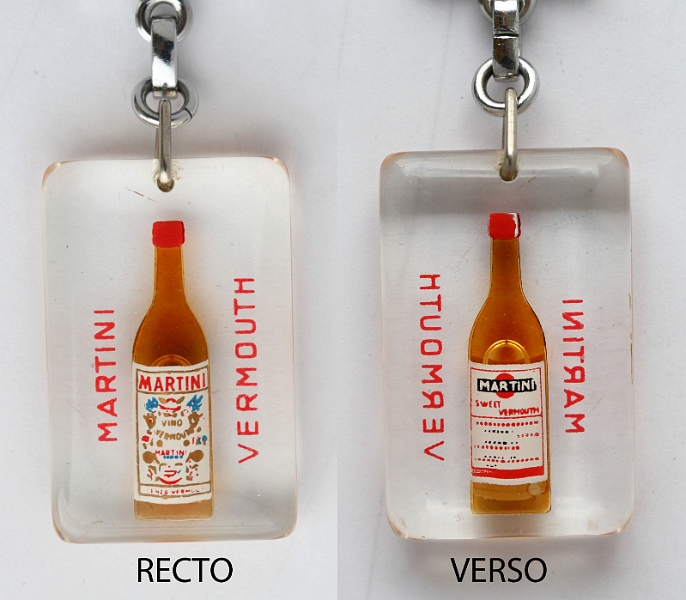 MARTINI
VERMOUTH
MARTINI
VINO
VERMOUTH
MARTINI
RECTO
VERMOUTH
MARTINI
MARTINI
SWEET
VERMOUTH
VERSO